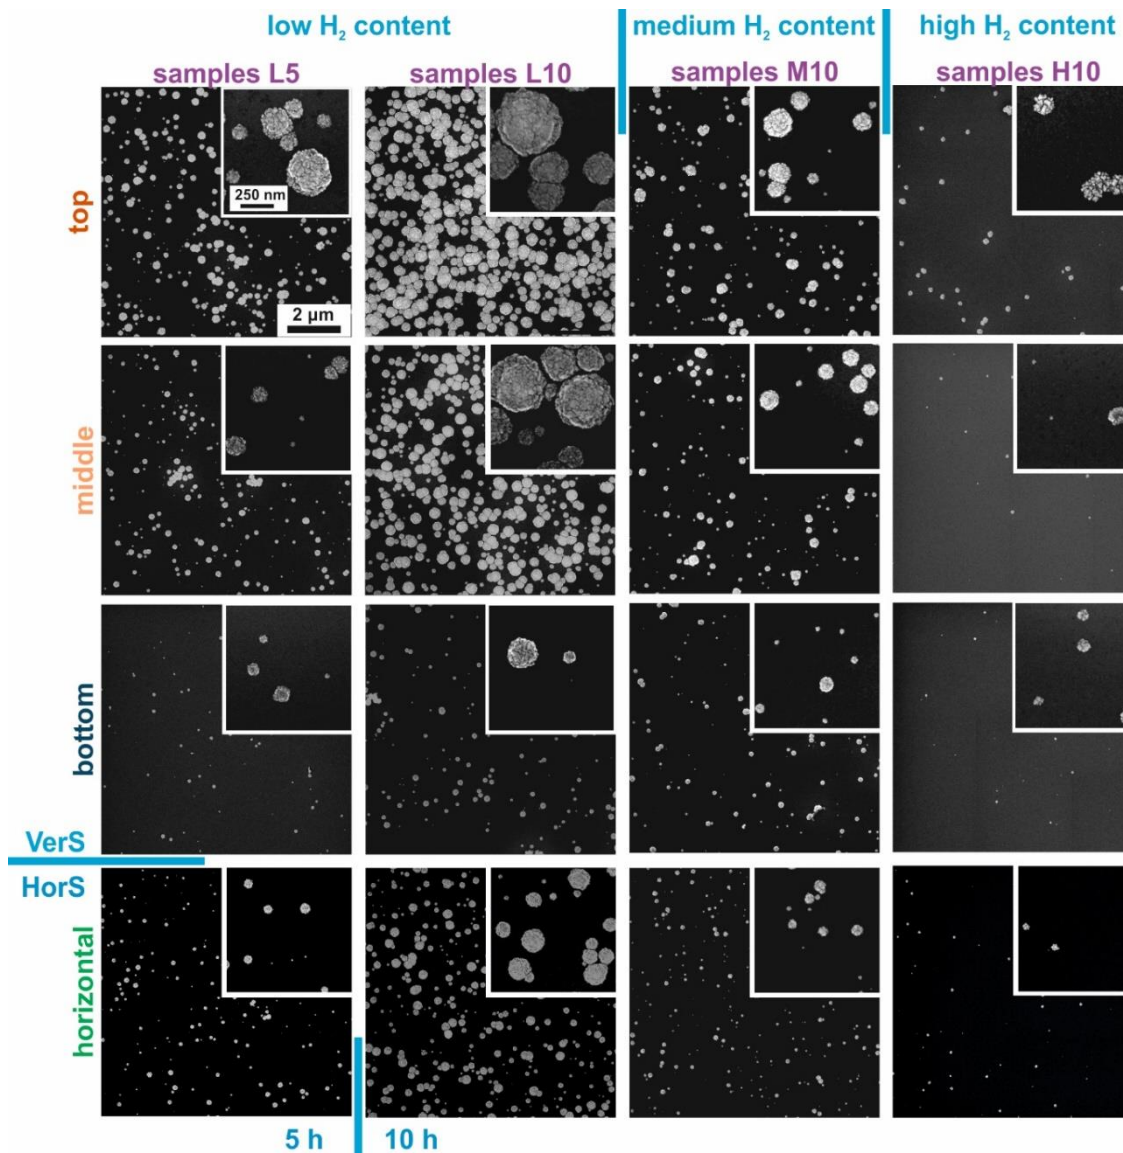 low H₂ content
medium H₂ content
high H₂ content
samples L5
samples L10
samples M10
samples H10
top
250 nm
2 µm
middle
bottom
VerS
HorS
horizontal
5 h
10 h